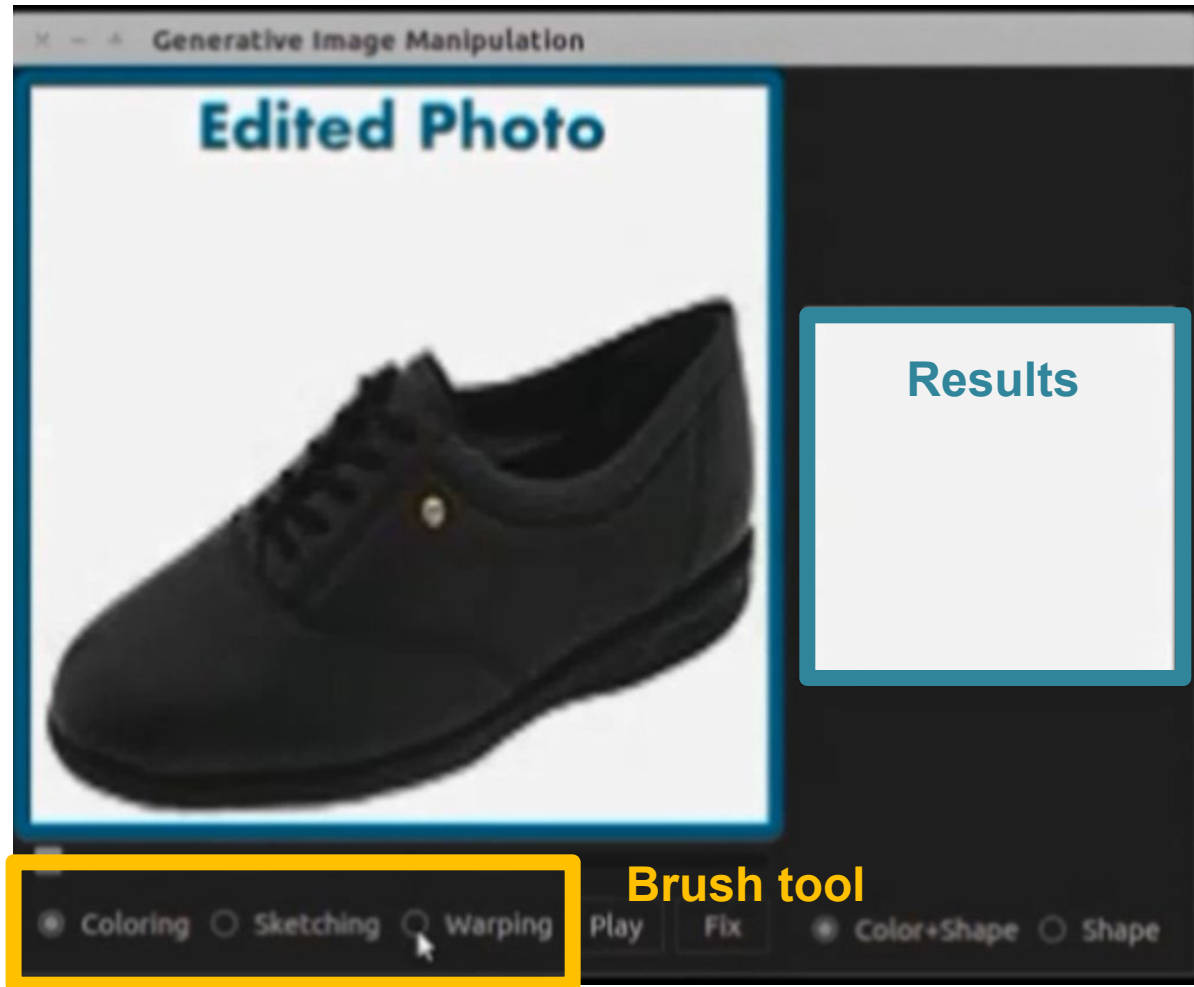 Generative Image Manipulation
Edited Photo
Results
Brush tool
Coloring Sketching Warping Play Fix Color+Shape Shape